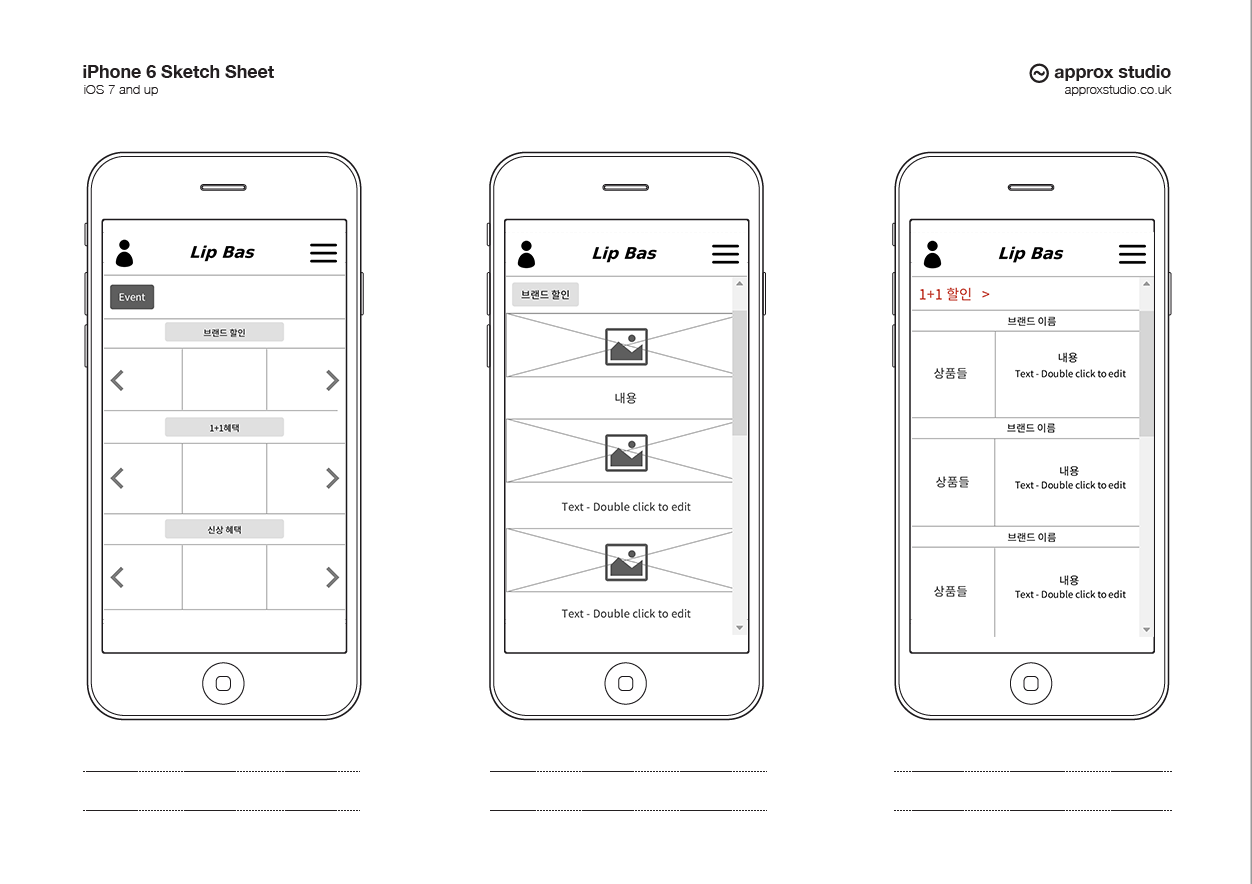 iPhone 6 Sketch Sheet
iOS 7 and up
approx studio
approxstudio.co.uk
Lip Bas
Event
브랜드 할인
1+1혜택
신상 혜택
Lip Bas
브랜드 할인
내용
Text - Double click to edit
Text - Double click to edit
Lip Bas
1+1 할인 >
브랜드 이름
상품들
내용
Text - Double click to edit
브랜드 이름
상품들
내용
Text - Double click to edit
브랜드 이름
상품들
내용
Text - Double click to edit